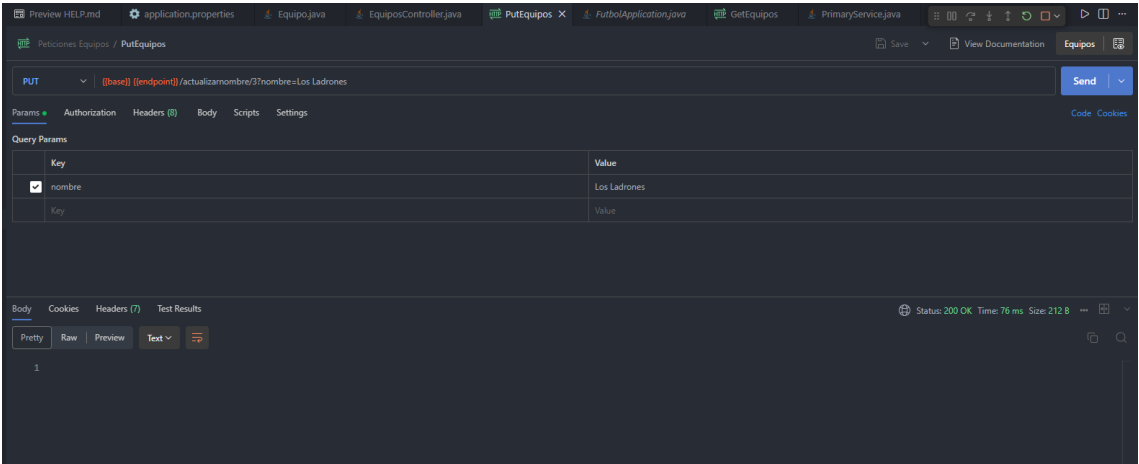 Preview HELP.md application.properties Equipo.java EquiposController.java PutEquipos FutbolApplication.java GetEquipos PrimaryService.java
Peticiones Equipos / PutEquipos Save View Documentation Equipos
PUT {{base}} {{endpoint}} /actualizarnombre/3?nombre=Los Ladrones Send
Params Authorization Headers (8) Body Scripts Settings Code Cookies
Query Params
Key Value
nombre Los Ladrones
Key Value
Body Cookies Headers (7) Test Results Status: 200 OK Time: 76 ms Size: 212 B
Pretty Raw Preview Text
1